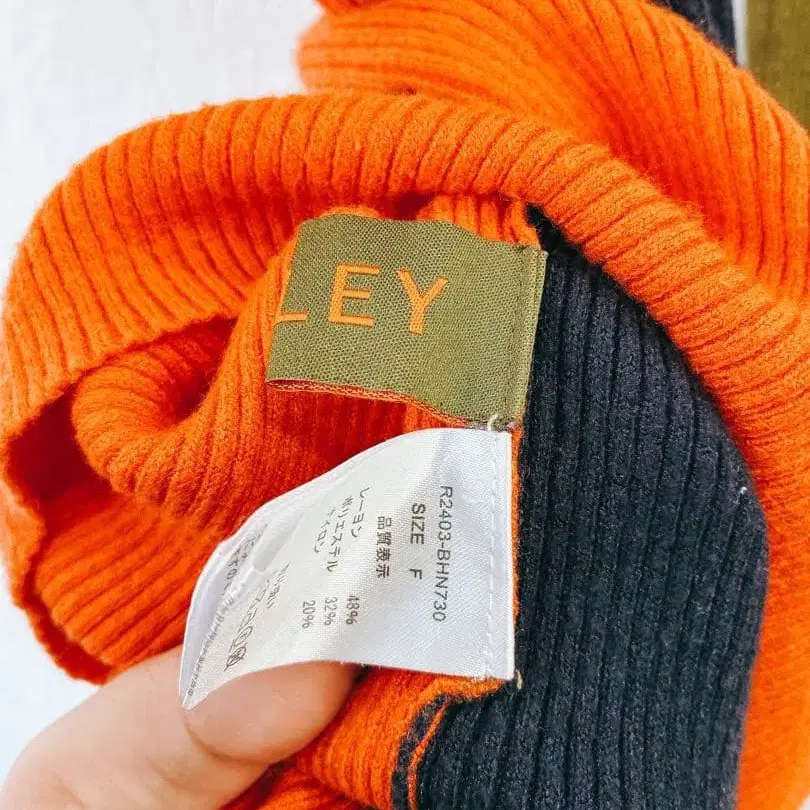 LEY
R2403-BHN730
SIZE F
品質表示
レーヨン 48%
ポリエステル 32%
ナイロン 20%